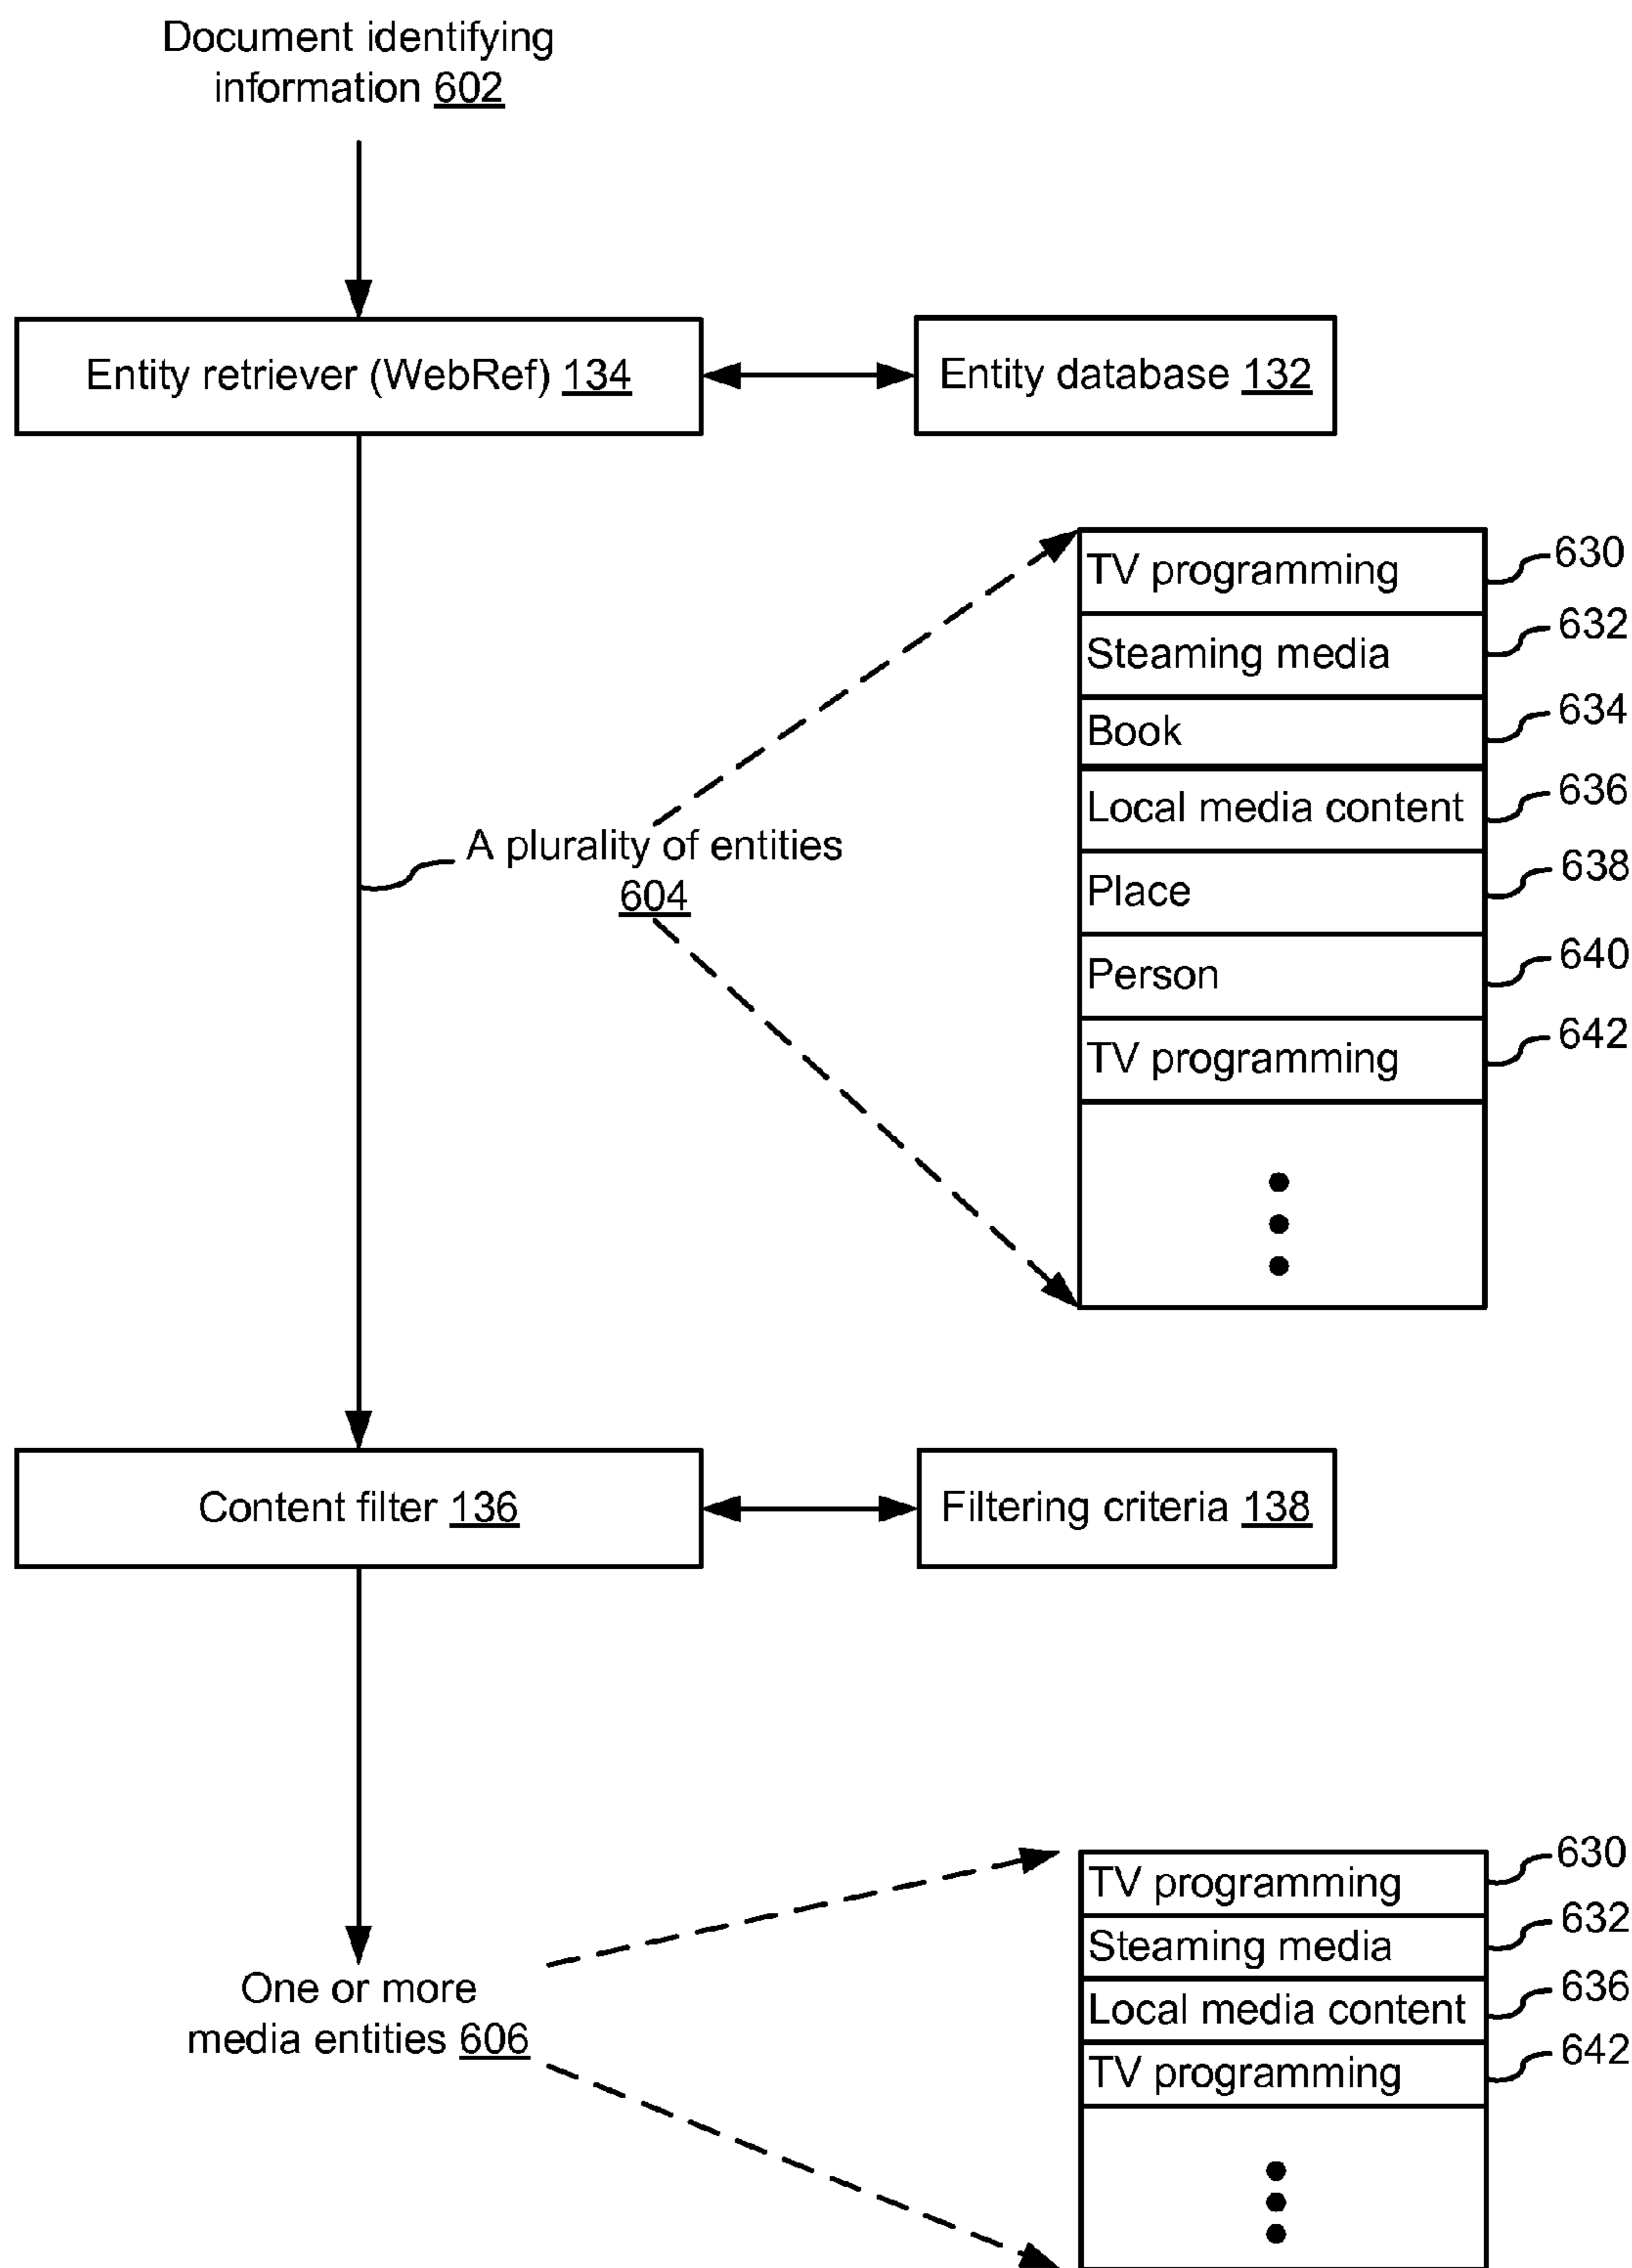 Document identifying
information 602
Entity retriever (WebRef) 134
Entity database 132
TV programming
630
Steaming media
632
Book
634
Local media content
636
A plurality of entities
604
Place
638
Person
640
TV programming
642
Content filter 136
Filtering criteria 138
One or more
media entities 606
TV programming
630
Steaming media
632
Local media content
636
TV programming
642